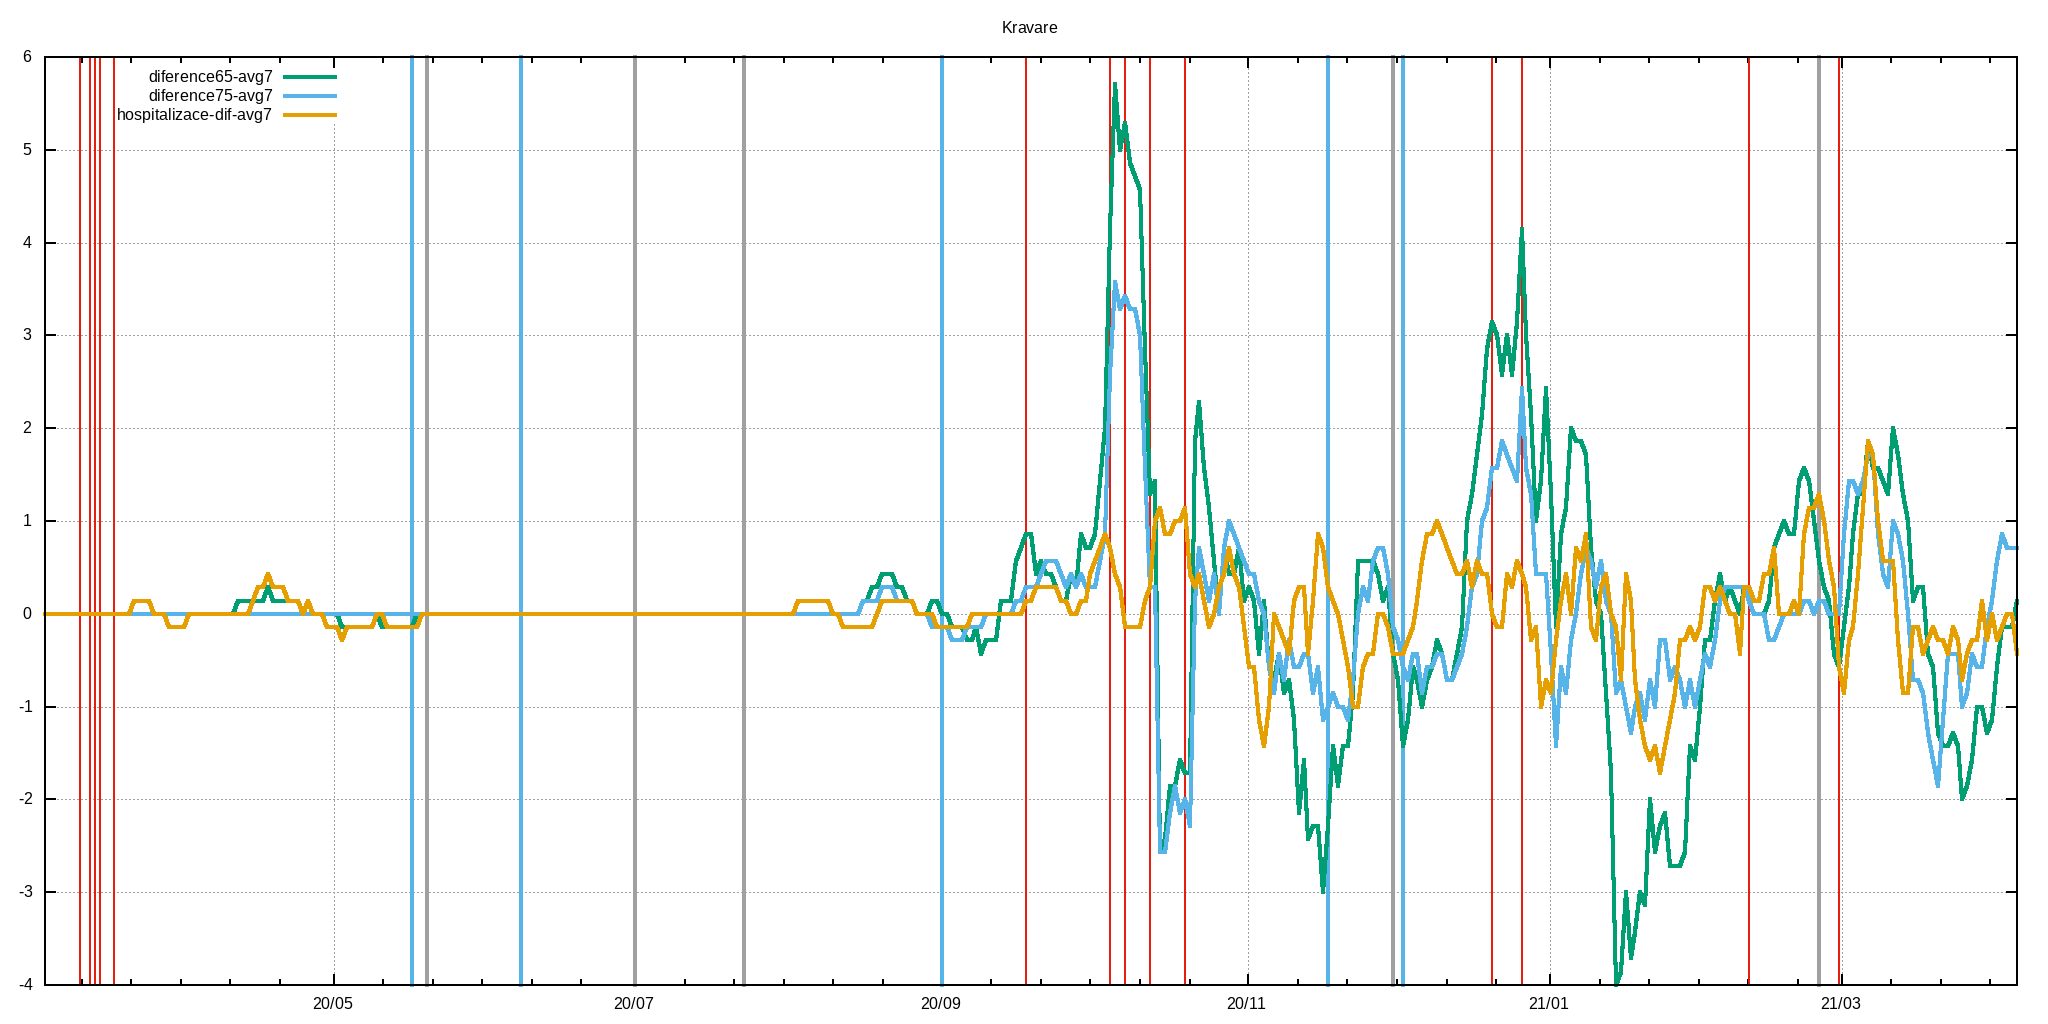 Kravare
6
diference65-avg7
diference75-avg7
hospitalizace-dif-avg7
5
4
3
2
1
0
-1
-2
-3
-4
20/05 20/07 20/09 20/11 21/01 21/03